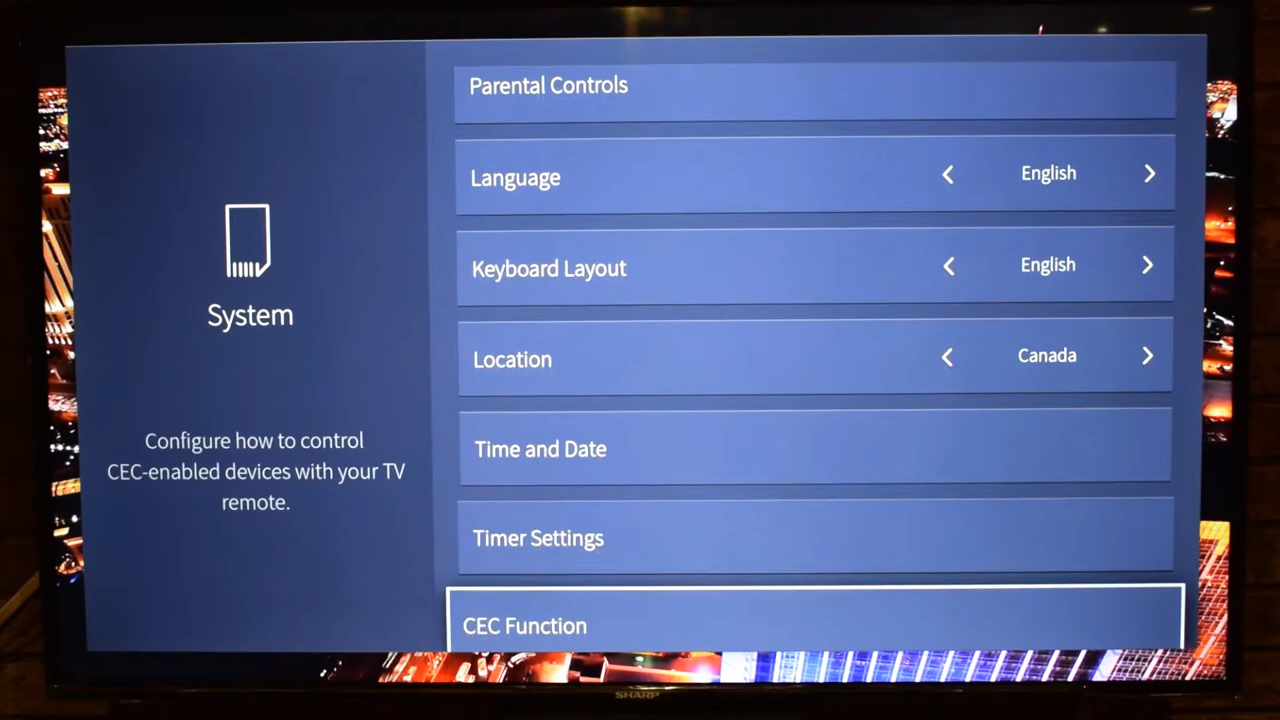 Parental Controls
Language
English
Keyboard Layout
English
Location
Canada
Time and Date
Timer Settings
CEC Function
System
Configure how to control
CEC-enabled devices with your TV
remote.
SHARP